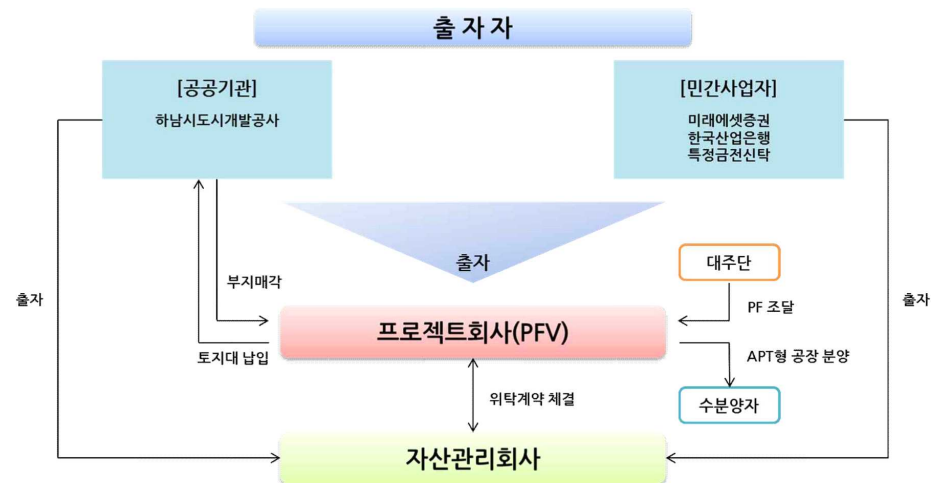 출 자 자
[공공기관]
하남시도시개발공사
[민간사업자]
미래에셋증권
한국산업은행
특정금전신탁
출자
대주단
부지매각
출자
출자
PF 조달
프로젝트회사(PFV)
토지대 납입
APT형 공장 분양
위탁계약 체결
수분양자
자산관리회사